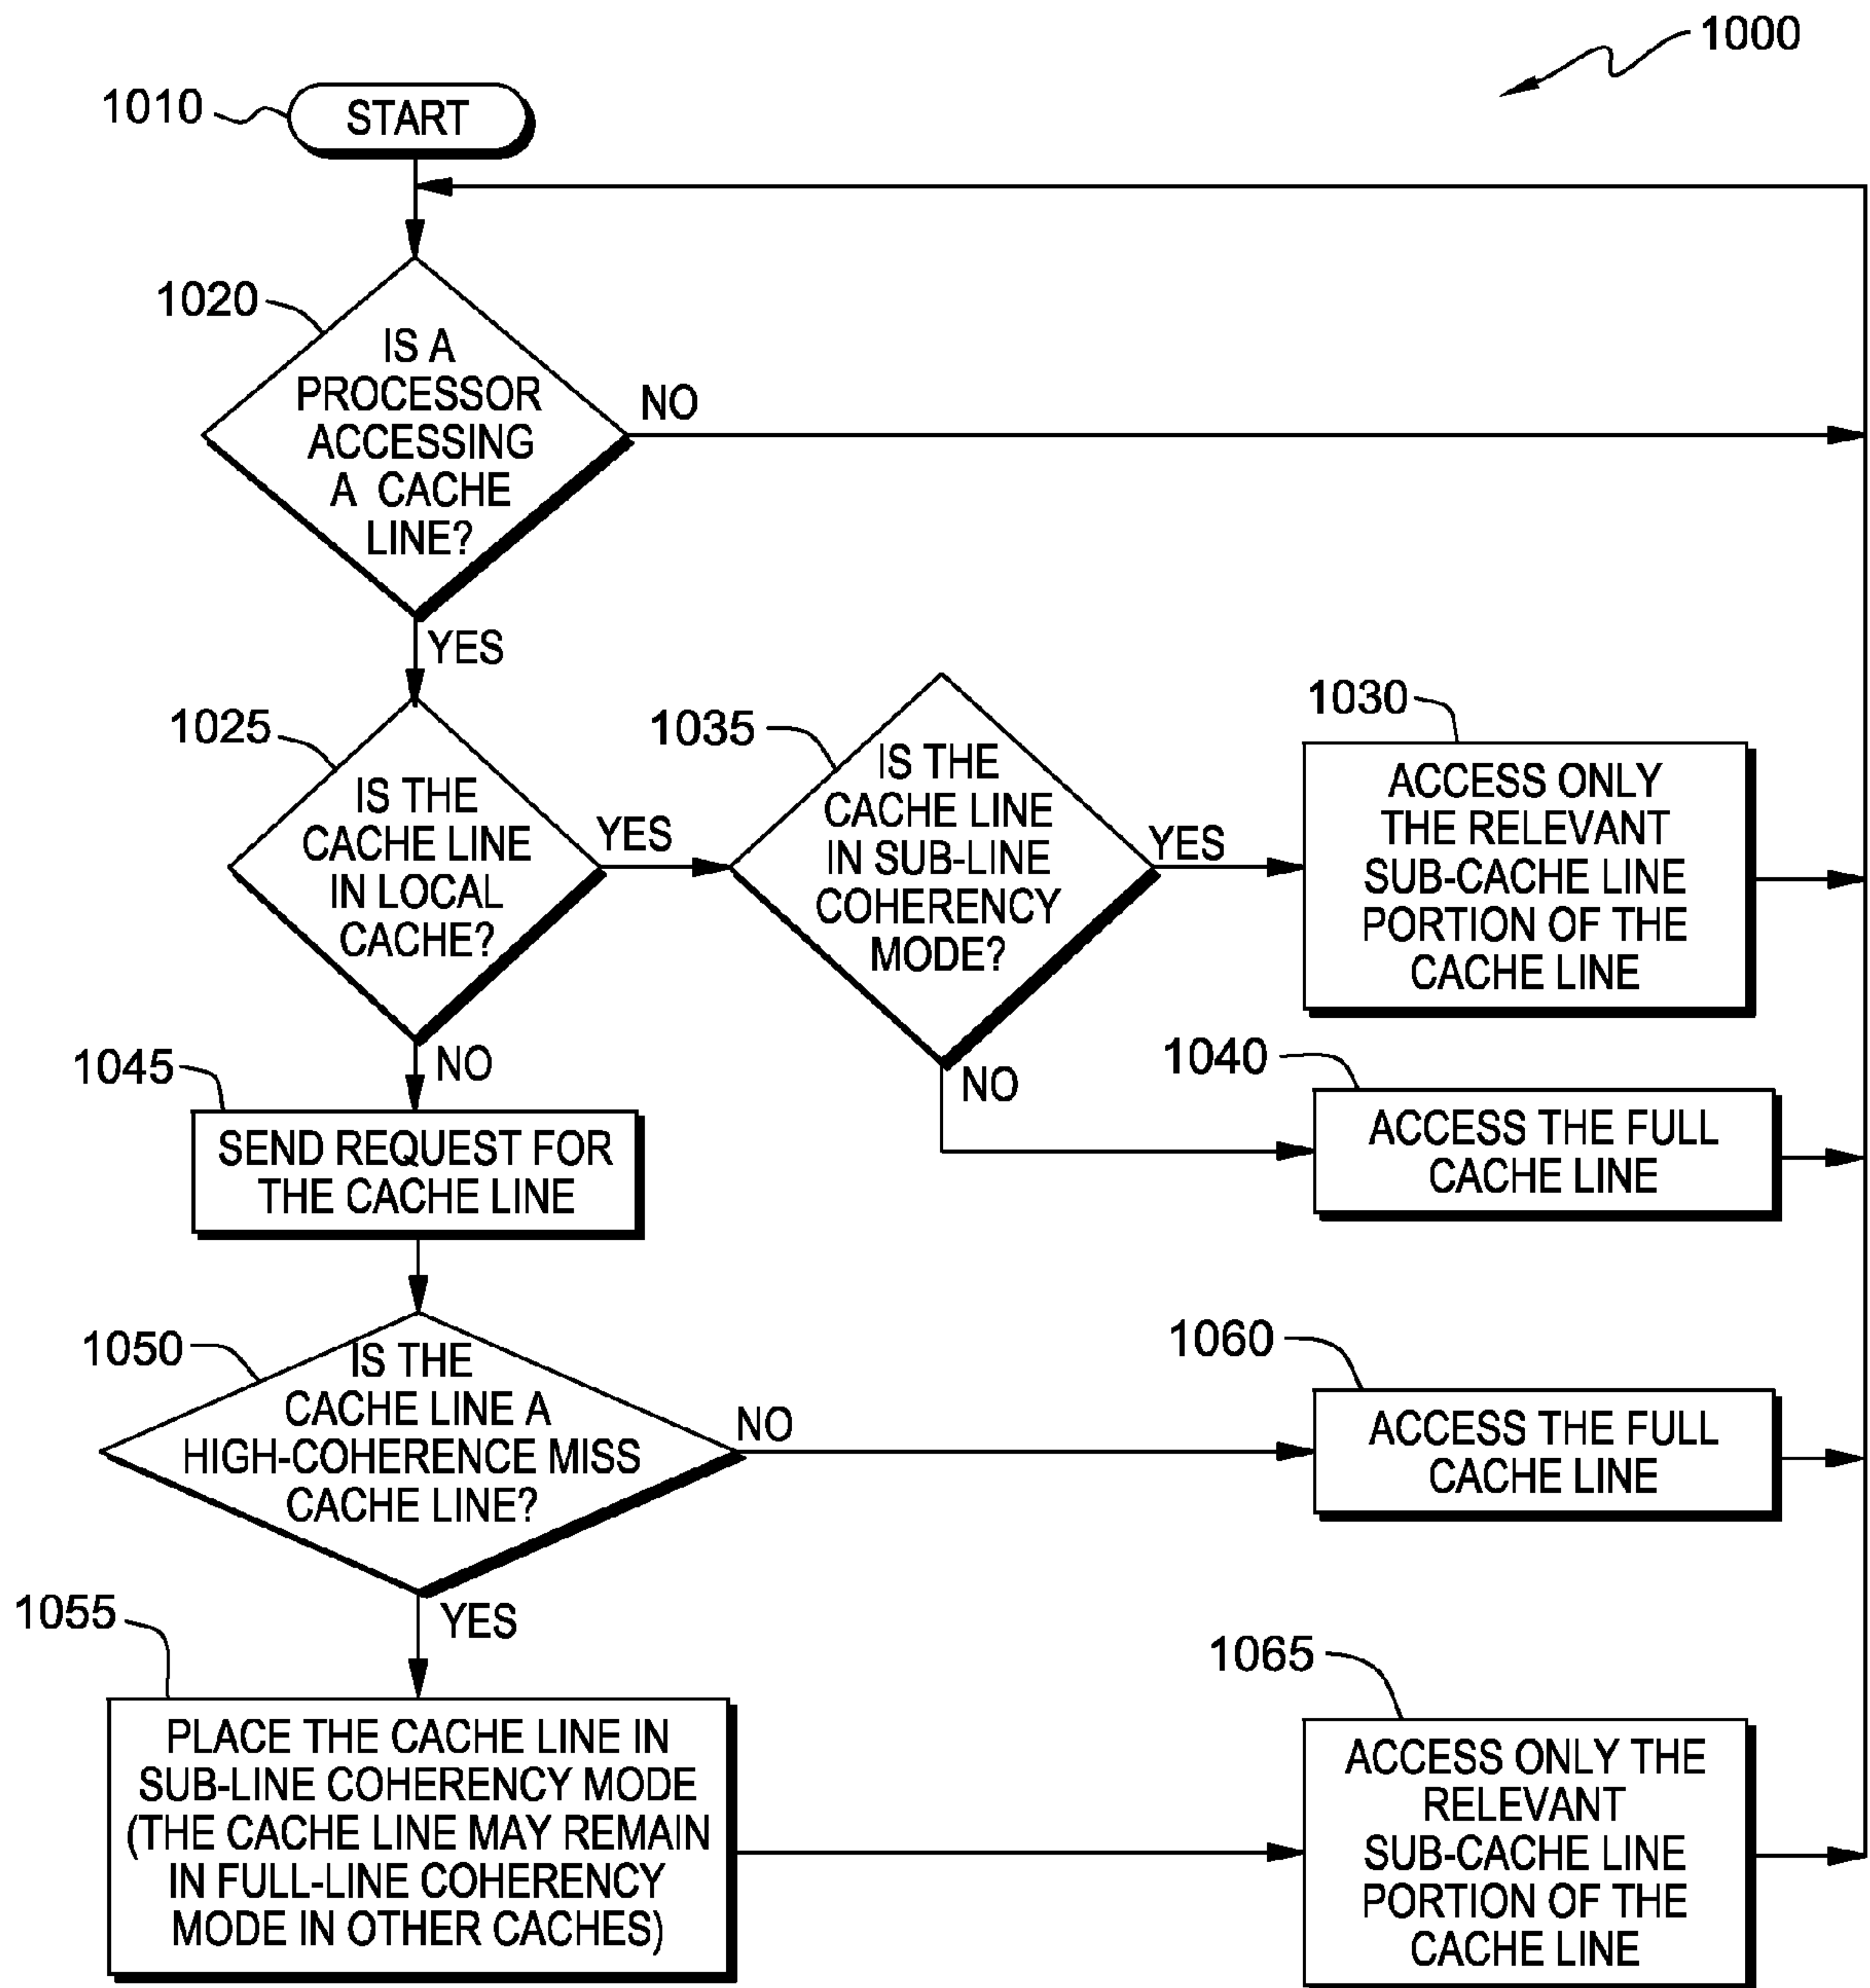 1000
1010
START
1020
IS A
PROCESSOR
ACCESSING
A CACHE
LINE?
NO
YES
1025
IS THE
CACHE LINE
IN LOCAL
CACHE?
YES
1035
IS THE
CACHE LINE
IN SUB-LINE
COHERENCY
MODE?
YES
1030
ACCESS ONLY
THE RELEVANT
SUB-CACHE LINE
PORTION OF THE
CACHE LINE
NO
1040
ACCESS THE FULL
CACHE LINE
NO
1045
SEND REQUEST FOR
THE CACHE LINE
1050
IS THE
CACHE LINE A
HIGH-COHERENCE MISS
CACHE LINE?
NO
1060
ACCESS THE FULL
CACHE LINE
YES
1055
PLACE THE CACHE LINE IN
SUB-LINE COHERENCY MODE
(THE CACHE LINE MAY REMAIN
IN FULL-LINE COHERENCY
MODE IN OTHER CACHES)
1065
ACCESS ONLY THE
RELEVANT
SUB-CACHE LINE
PORTION OF THE
CACHE LINE